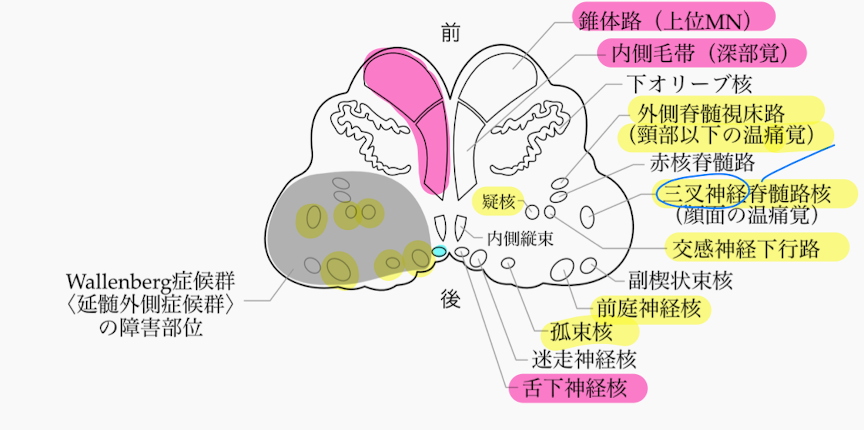 錐体路（上位MN）
前
内側毛帯（深部覚）
下オリーブ核
外側脊髄視床路
（頸部以下の温痛覚）
赤核脊髄路
三叉神経脊髄路核
（顔面の温痛覚）
疑核
内側縦束
交感神経下行路
副楔状束核
前庭神経核
孤束核
迷走神経核
舌下神経核
後
Wallenberg症候群
〈延髄外側症候群〉
の障害部位